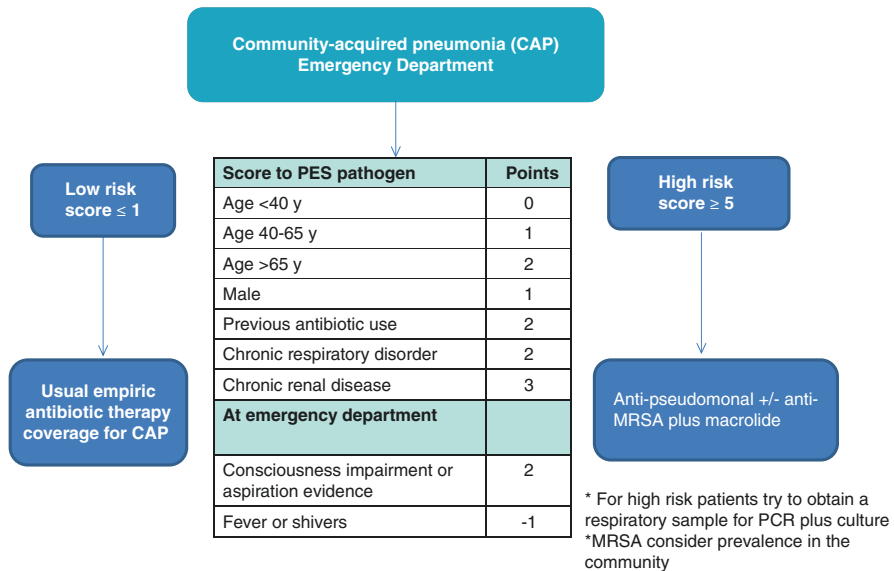 Community-acquired pneumonia (CAP)
Emergency Department
Low risk
score ≤ 1
Usual empiric
antibiotic therapy
coverage for CAP
Score to PES pathogen Points
Age <40 y 0
Age 40-65 y 1
Age >65 y 2
Male 1
Previous antibiotic use 2
Chronic respiratory disorder 2
Chronic renal disease 3
At emergency department
Consciousness impairment or
aspiration evidence 2
Fever or shivers -1
High risk
score ≥ 5
Anti-pseudomonal +/- anti-
MRSA plus macrolide
* For high risk patients try to obtain a
respiratory sample for PCR plus culture
*MRSA consider prevalence in the
community